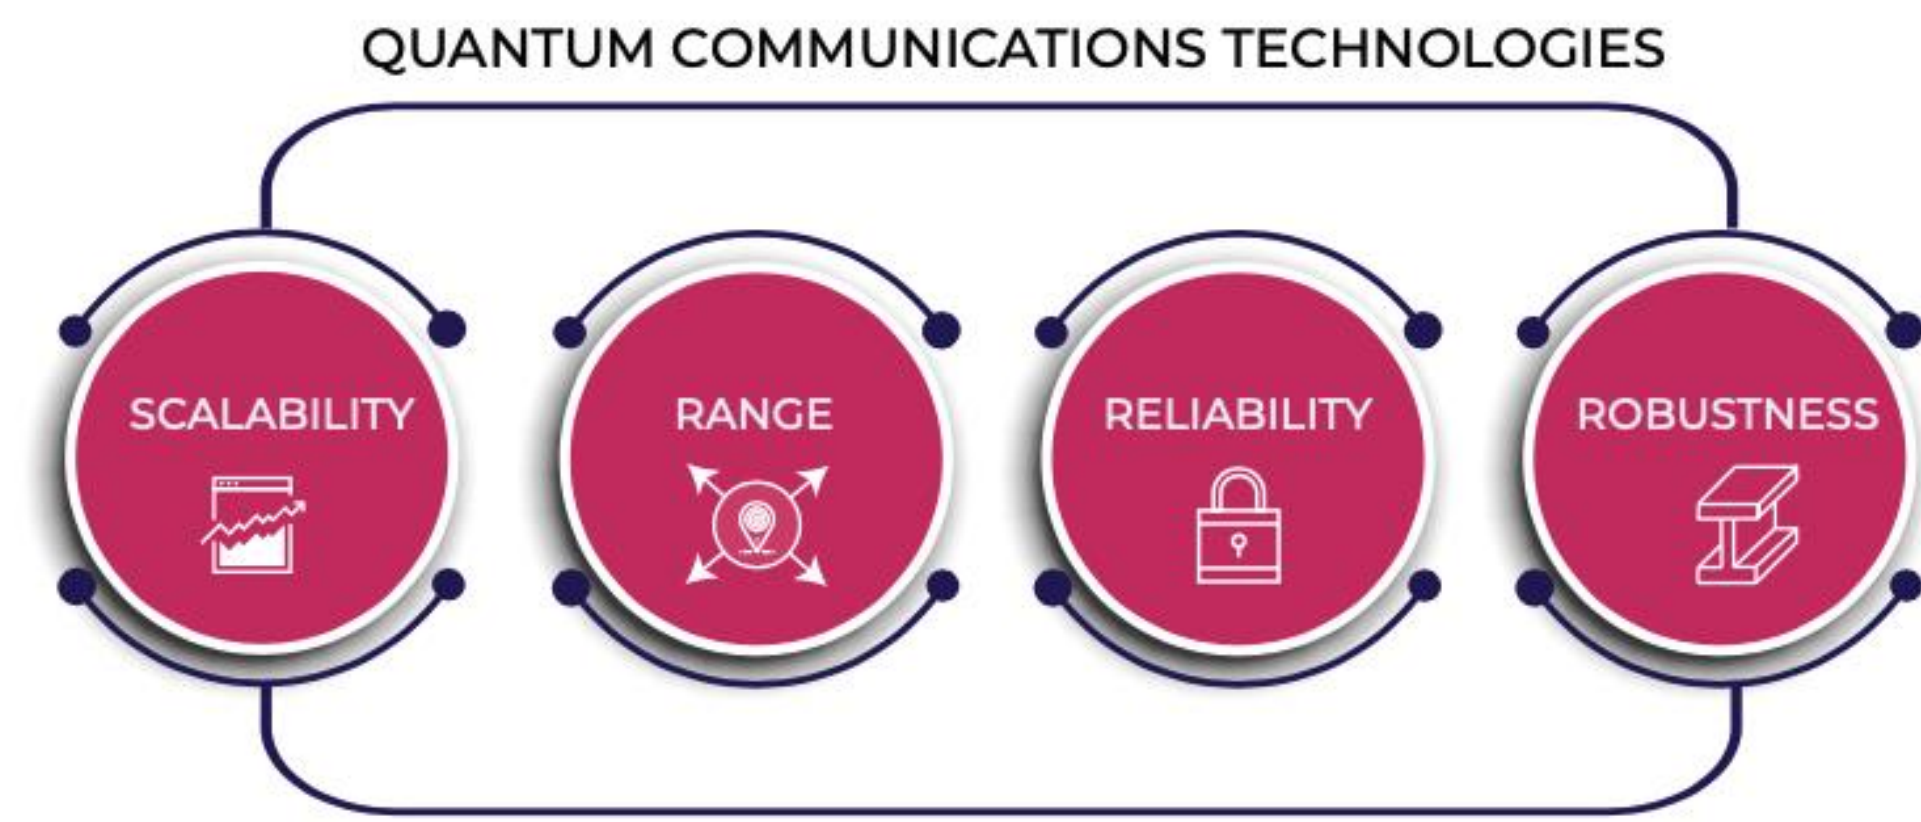 QUANTUM COMMUNICATIONS TECHNOLOGIES
SCALABILITY
RANGE
RELIABILITY
ROBUSTNESS